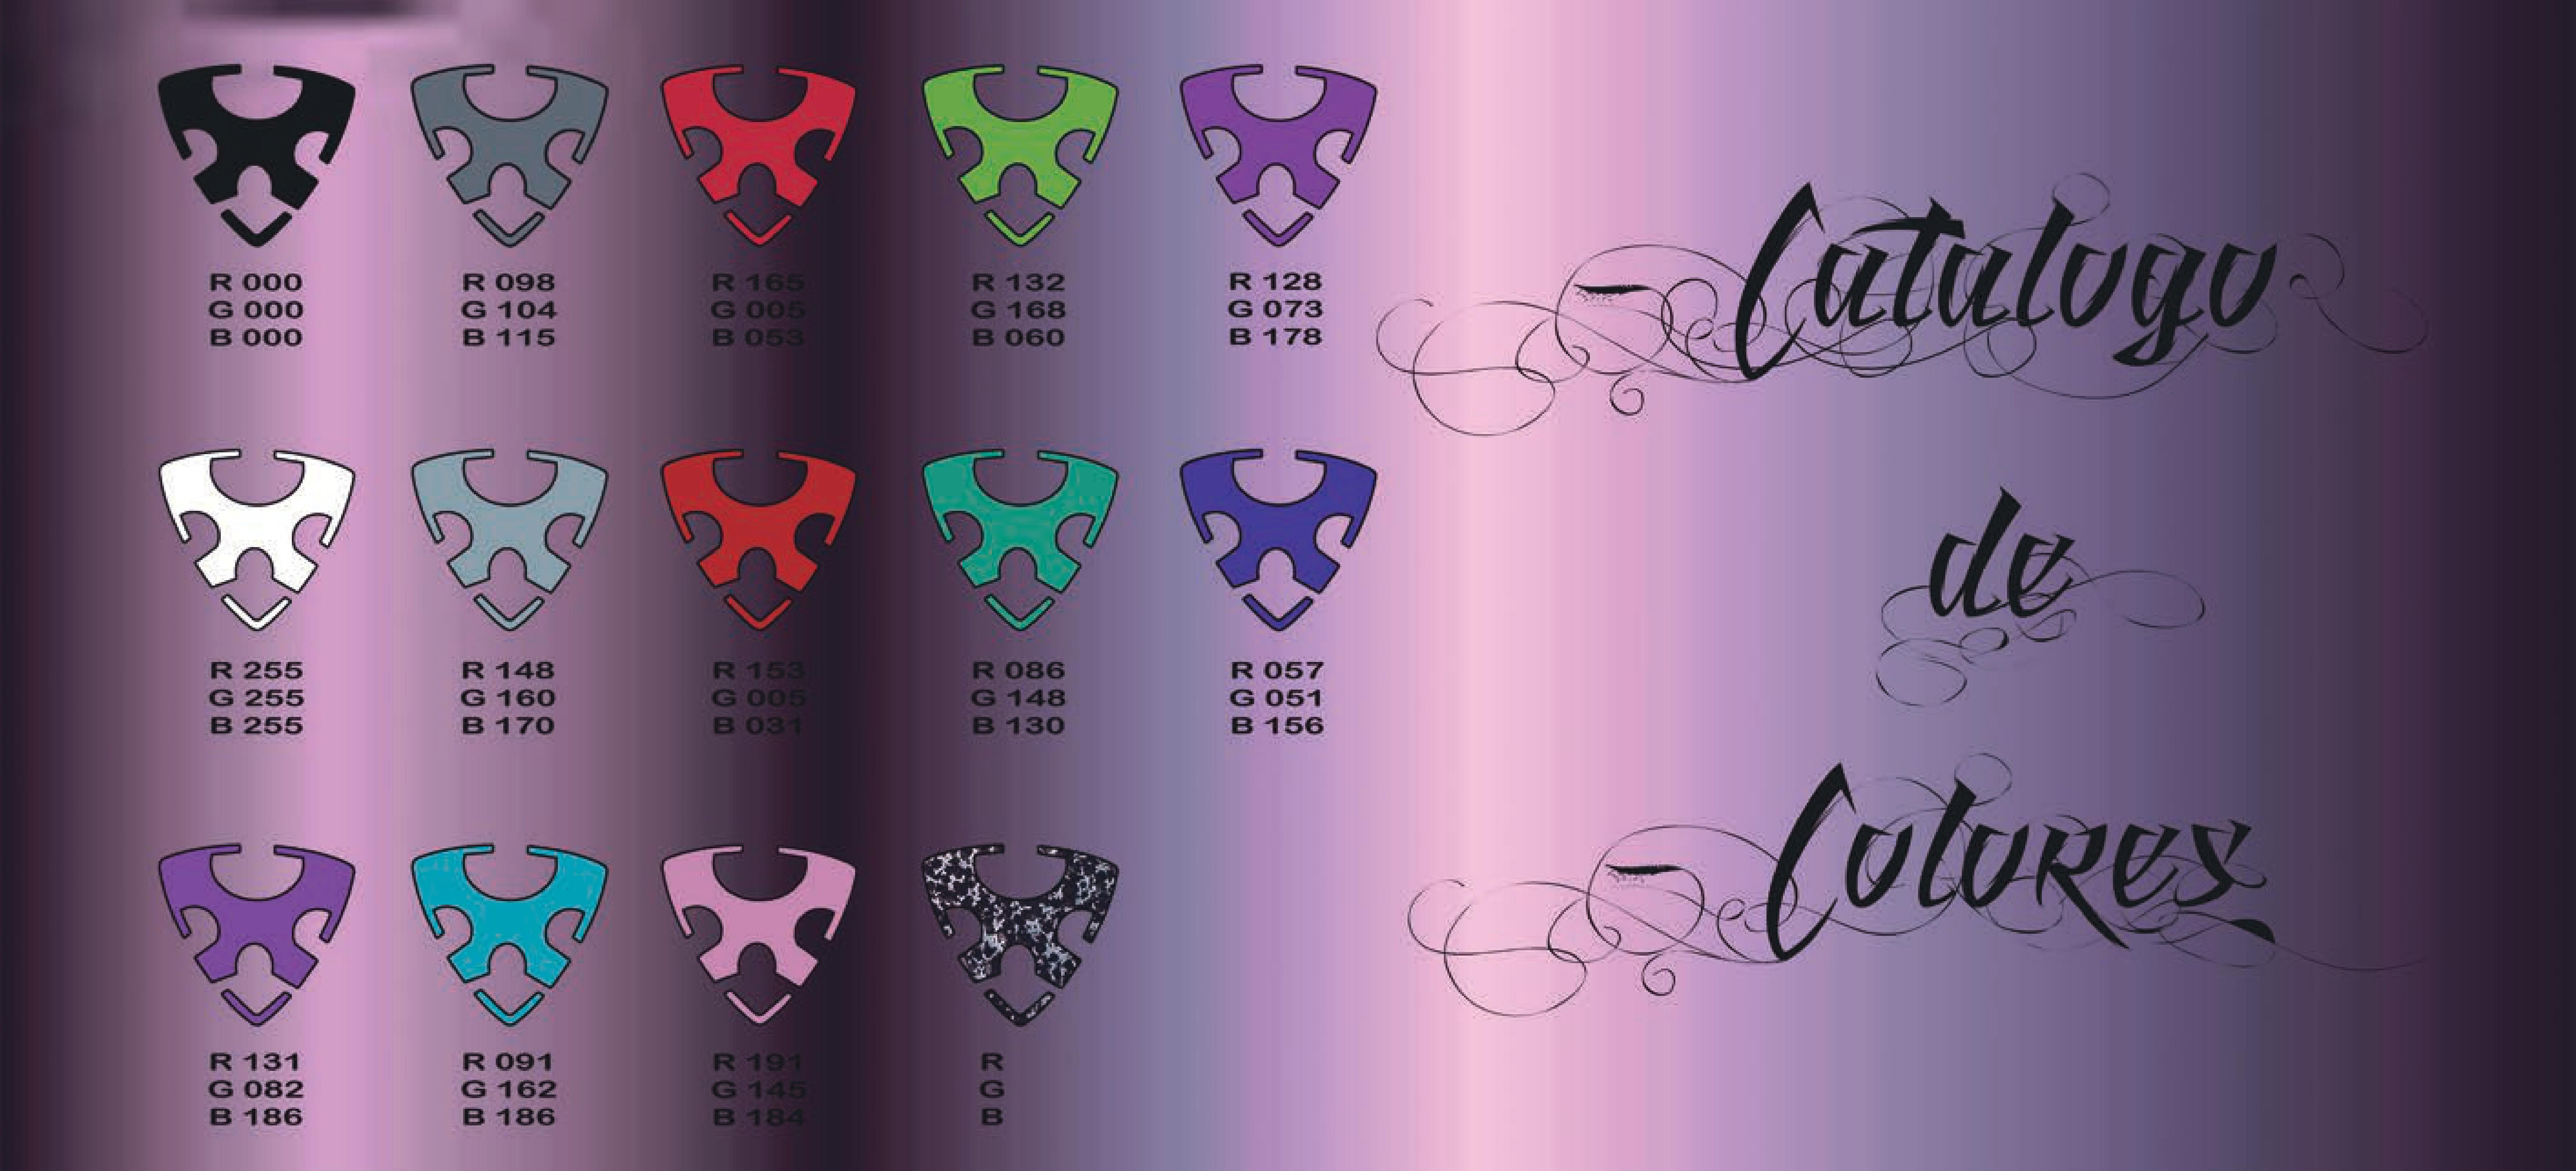 R 000
G 000
B 000
R 098
G 104
B 115
R 165
G 005
B 053
R 132
G 168
B 060
R 128
G 073
B 178
R 255
G 255
B 255
R 148
G 160
B 170
R 153
G 005
B 031
R 086
G 148
B 130
R 057
G 051
B 156
R 131
G 082
B 186
R 091
G 162
B 186
R 191
G 145
B 184
R
G
B
Catalogo
de
Colores